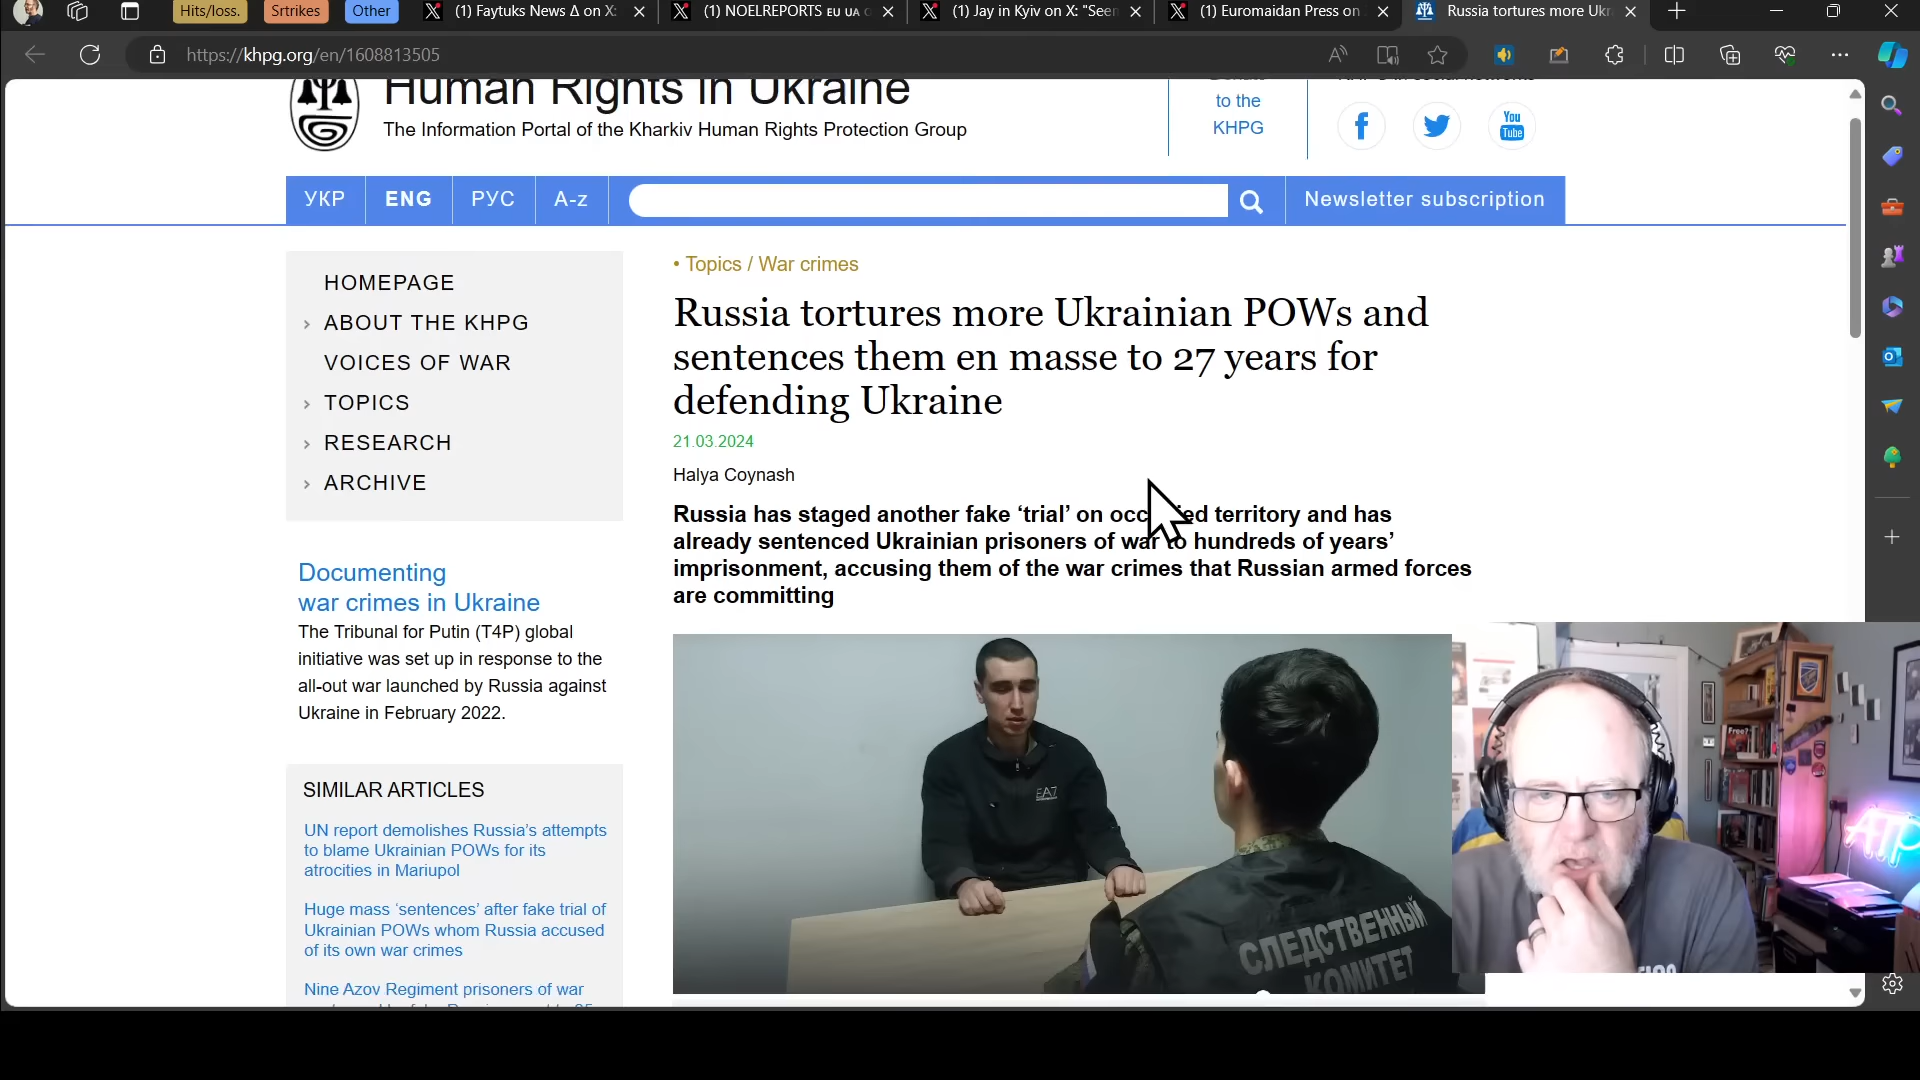 Hits/loss.
Srtrikes
Other
(1) Faytuks News Δ on X:
(1) NOELREPORTS EU UA
(1) Jay in Kyiv on X: "Seen
(1) Euromaidan Press on
Russia tortures more Ukr
https://khpg.org/en/1608813505
Human Rights in Ukraine
The Information Portal of the Kharkiv Human Rights Protection Group
to the
KHPG
You
Tube
УКР
ENG
РУС
A-z
Newsletter subscription
HOMEPAGE
ABOUT THE KHPG
VOICES OF WAR
TOPICS
RESEARCH
ARCHIVE
Documenting
war crimes in Ukraine
The Tribunal for Putin (T4P) global
initiative was set up in response to the
all-out war launched by Russia against
Ukraine in February 2022.
SIMILAR ARTICLES
UN report demolishes Russia's attempts
to blame Ukrainian POWs for its
atrocities in Mariupol
Huge mass 'sentences' after fake trial of
Ukrainian POWs whom Russia accused
of its own war crimes
Nine Azov Regiment prisoners of war
• Topics / War crimes
Russia tortures more Ukrainian POWs and
sentences them en masse to 27 years for
defending Ukraine
21.03.2024
Halya Coynash
Russia has staged another fake ‘trial’ on occupied territory and has
already sentenced Ukrainian prisoners of war to hundreds of years’
imprisonment, accusing them of the war crimes that Russian armed forces
are committing
EA7
СЛЕДСТВЕННЫЙ
КОМИТЕТ
Free?
ATP